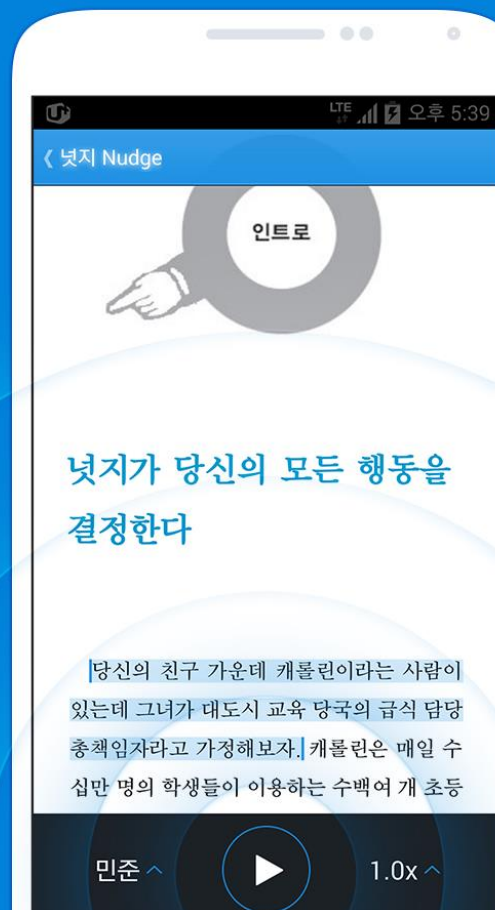 LTE 오후 5:39
《 넛지 Nudge
인트로
넛지가 당신의 모든 행동을
결정한다
당신의 친구 가운데 캐롤린이라는 사람이
있는데 그녀가 대도시 교육 당국의 급식 담당
총책임자라고 가정해보자. 캐롤린은 매일 수
십만 명의 학생들이 이용하는 수백여 개 초등
민준 1.0x